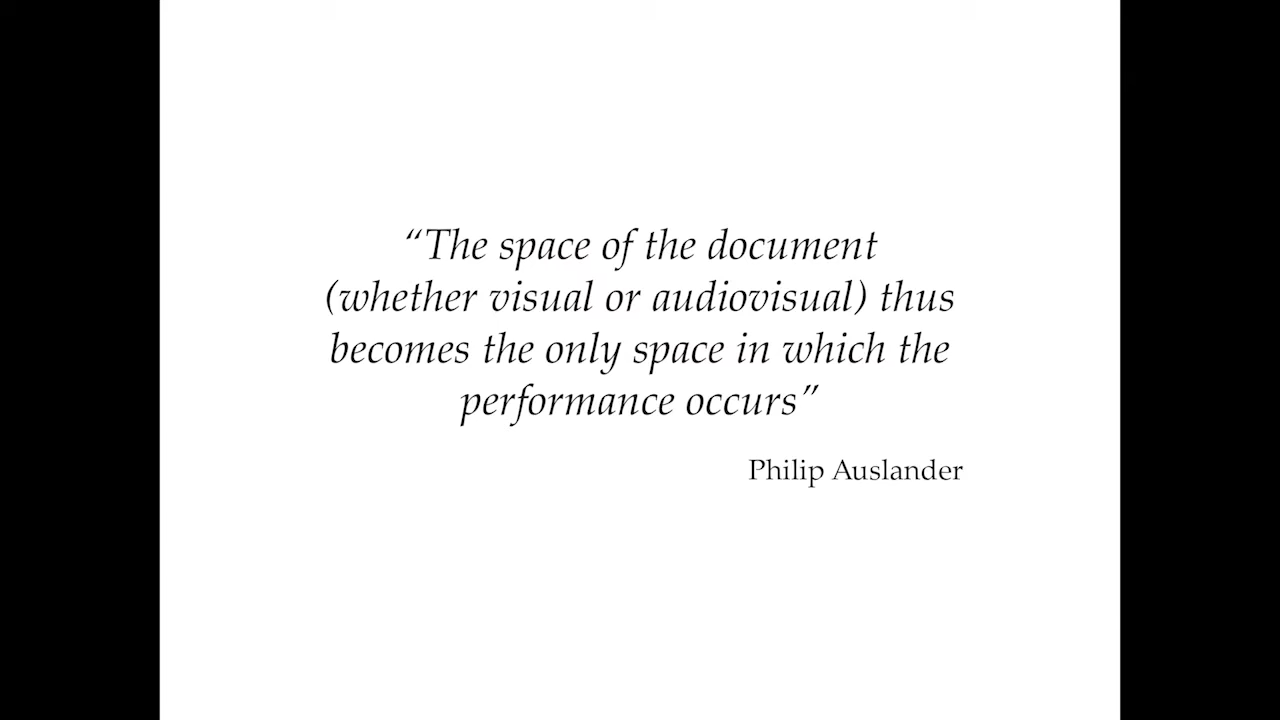 “The space of the document
(whether visual or audiovisual) thus
becomes the only space in which the
performance occurs”
Philip Auslander